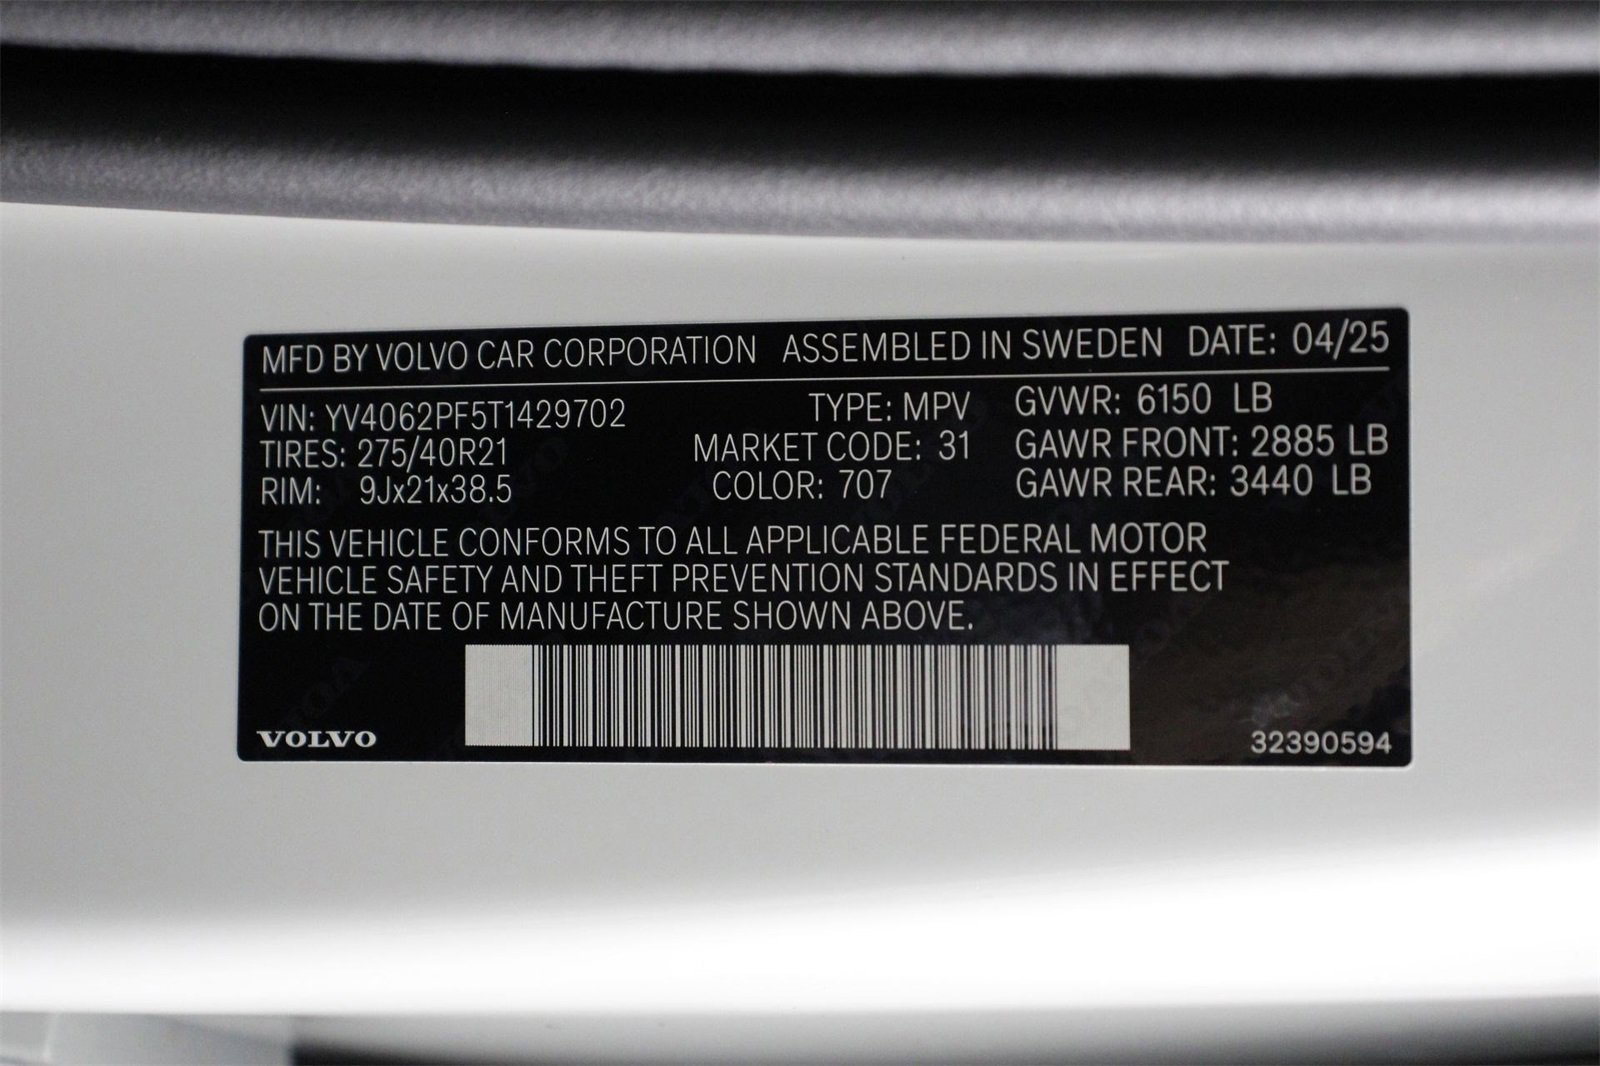 MFD BY VOLVO CAR CORPORATION ASSEMBLED IN SWEDEN DATE: 04/25
VIN: YV4062PF5T1429702 TYPE: MPV GVWR: 6150 LB
TIRES: 275/40R21 MARKET CODE: 31 GAWR FRONT: 2885 LB
RIM: 9Jx21x38.5 COLOR: 707 GAWR REAR: 3440 LB
THIS VEHICLE CONFORMS TO ALL APPLICABLE FEDERAL MOTOR
VEHICLE SAFETY AND THEFT PREVENTION STANDARDS IN EFFECT
ON THE DATE OF MANUFACTURE SHOWN ABOVE.
VOLVO 32390594